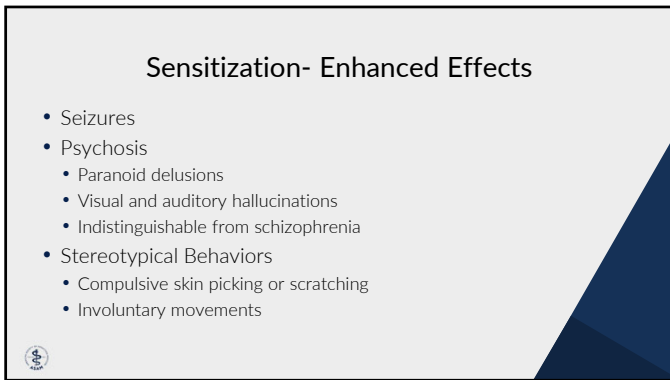 Sensitization- Enhanced Effects
• Seizures
• Psychosis
• Paranoid delusions
• Visual and auditory hallucinations
• Indistinguishable from schizophrenia
• Stereotypical Behaviors
• Compulsive skin picking or scratching
• Involuntary movements
ASAM